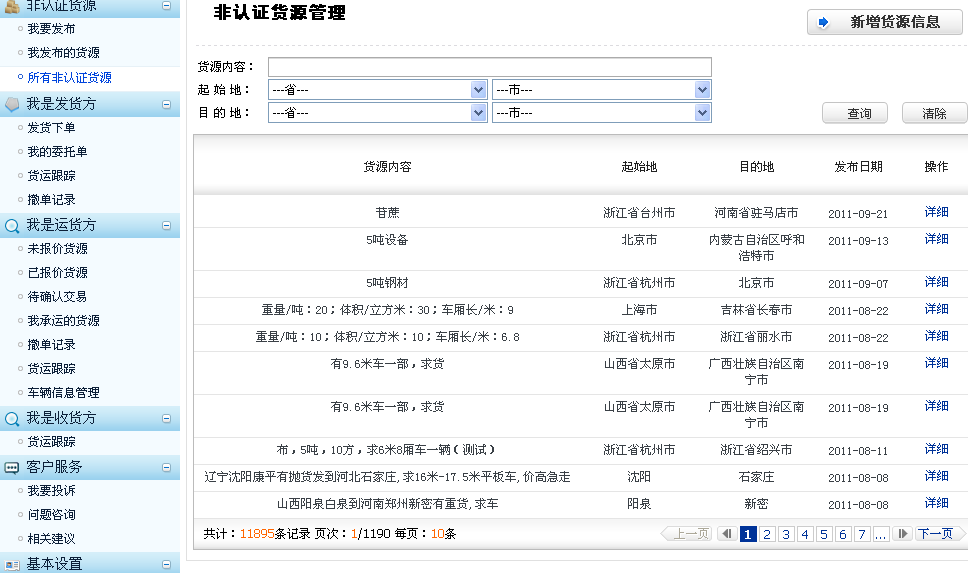 非认证货源
我要发布
我发布的货源
所有非认证货源
我是发货方
发货下单
我的委托单
货运跟踪
撤单记录
我是运货方
未报价货源
已报价货源
待确认交易
我承运的货源
撤单记录
货运跟踪
车辆信息管理
我是收货方
货运跟踪
客户服务
我要投诉
问题咨询
相关建议
基本设置
非认证货源管理
新增货源信息
货源内容：
起 始 地： ---省--- ---市---
目 的 地： ---省--- ---市--- 查询 清除
货源内容 起始地 目的地 发布日期 操作
苷蔗 浙江省台州市 河南省驻马店市 2011-09-21 详细
5吨设备 北京市 内蒙古自治区呼和 2011-09-13 详细
浩特市
5吨钢材 浙江省杭州市 北京市 2011-09-07 详细
重量/吨：20；体积/立方米：30；车厢长/米：9 上海市 吉林省长春市 2011-08-22 详细
重量/吨：10；体积/立方米：10；车厢长/米：6.8 浙江省杭州市 浙江省丽水市 2011-08-22 详细
有9.6米车一部，求货 山西省太原市 广西壮族自治区南 2011-08-19 详细
宁市
有9.6米车一部，求货 山西省太原市 广西壮族自治区南 2011-08-19 详细
宁市
布，5吨，10方，求6米8厢车一辆（测试） 浙江省杭州市 浙江省绍兴市 2011-08-11 详细
辽宁沈阳康平有抛货发到河北石家庄,求16米-17.5米平板车,价高急走 沈阳 石家庄 2011-08-08 详细
山西阳泉白泉到河南郑州新密有重货,求车 阳泉 新密 2011-08-08 详细
共计：11895条记录 页次：1/1190 每页：10条 上一页 1 2 3 4 5 6 7 ... 下一页